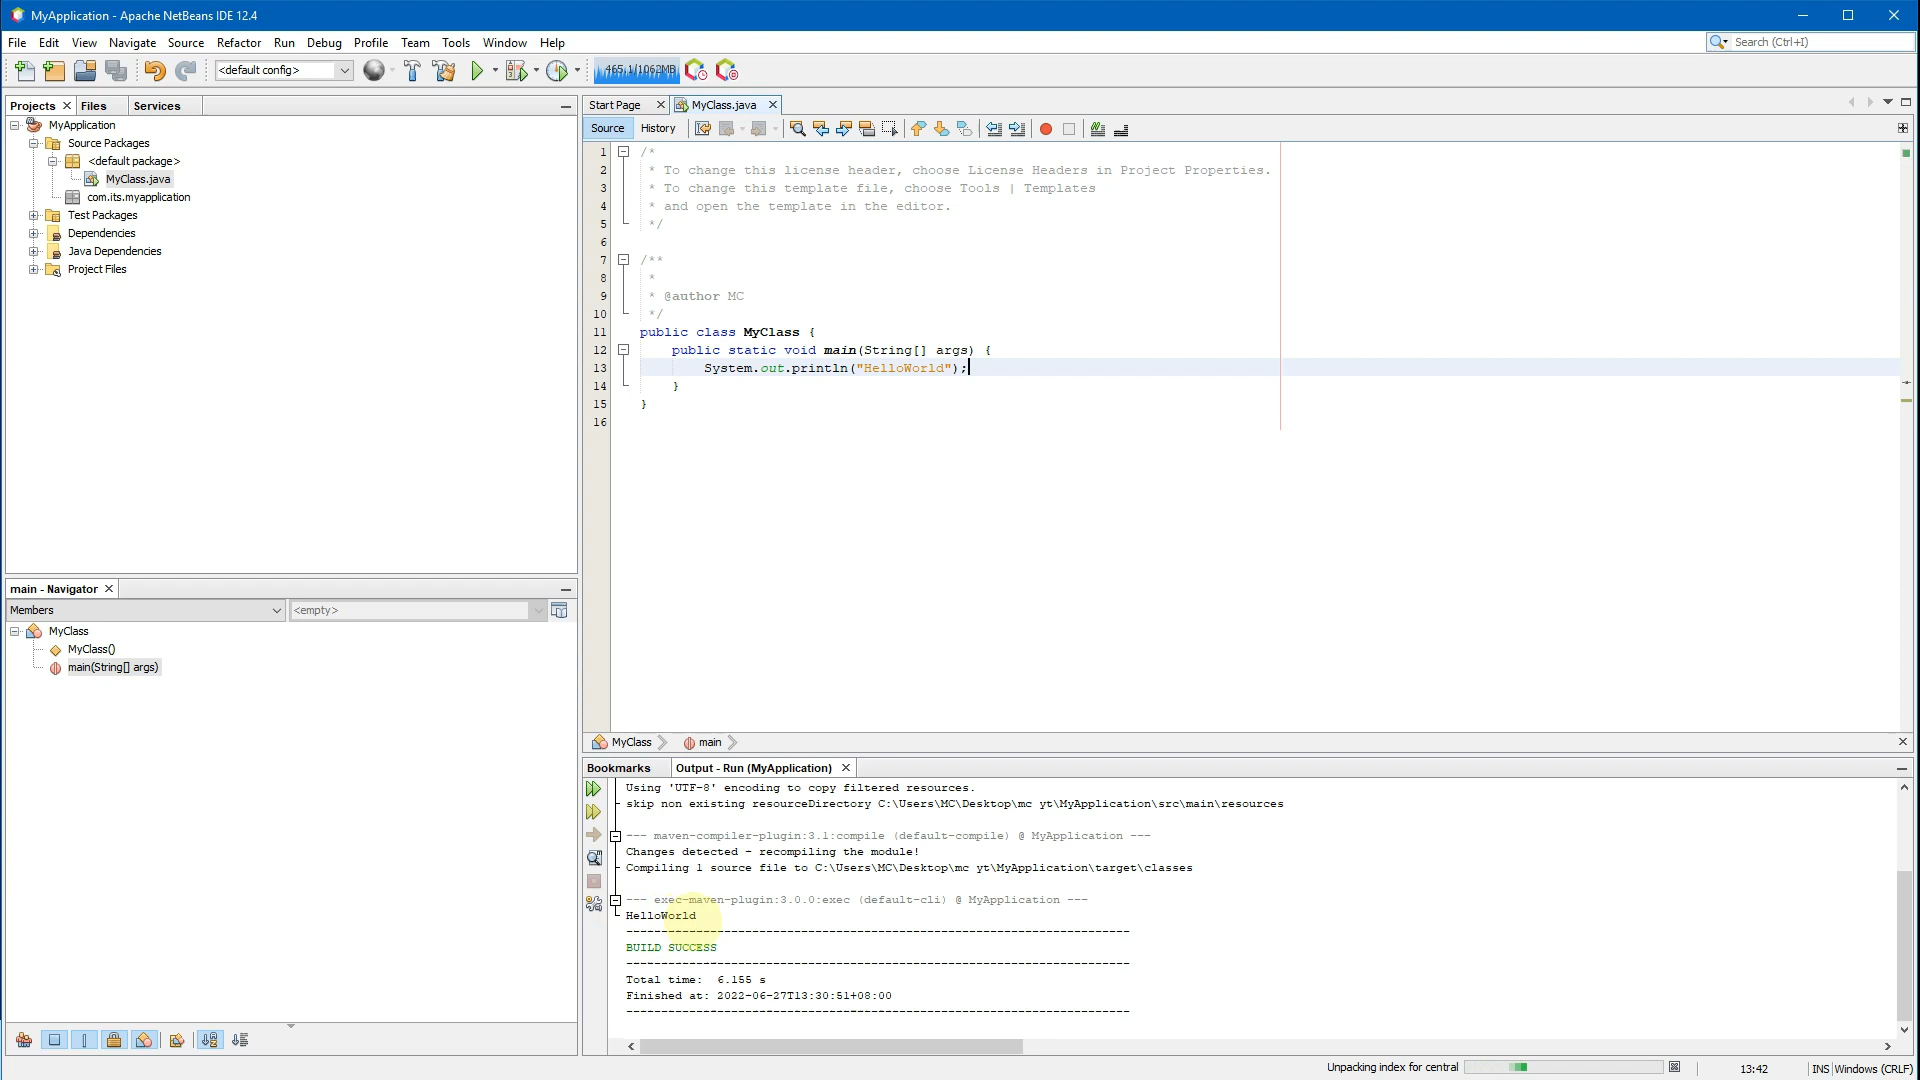 MyApplication - Apache NetBeans IDE 12.4
File Edit View Navigate Source Refactor Run Debug Profile Team Tools Window Help
Search (Ctrl+I)
<default config>
465.1/1062MB
Projects Files Services
MyApplication
Source Packages
<default package>
MyClass.java
com.its.myapplication
Test Packages
Dependencies
Java Dependencies
Project Files
main - Navigator
Members
<empty>
MyClass
MyClass()
main(String[] args)
Start Page MyClass.java
Source History
1 /*
2 * To change this license header, choose License Headers in Project Properties.
3 * To change this template file, choose Tools | Templates
4 * and open the template in the editor.
5 */
6
7 /**
8 *
9 * @author MC
10 */
11 public class MyClass {
12 public static void main(String[] args) {
13 System.out.println("HelloWorld");
14 }
15 }
16
MyClass main
Bookmarks Output - Run (MyApplication)
Using 'UTF-8' encoding to copy filtered resources.
skip non existing resourceDirectory C:\Users\MC\Desktop\mc yt\MyApplication\src\main\resources
--- maven-compiler-plugin:3.1:compile (default-compile) @ MyApplication ---
Changes detected - recompiling the module!
Compiling 1 source file to C:\Users\MC\Desktop\mc yt\MyApplication\target\classes
--- exec-maven-plugin:3.0.0:exec (default-cli) @ MyApplication ---
HelloWorld
------------------------------------------------------------------------
BUILD SUCCESS
------------------------------------------------------------------------
Total time:  6.155 s
Finished at: 2022-06-27T13:30:51+08:00
------------------------------------------------------------------------
Unpacking index for central
13:42 INS Windows (CRLF)